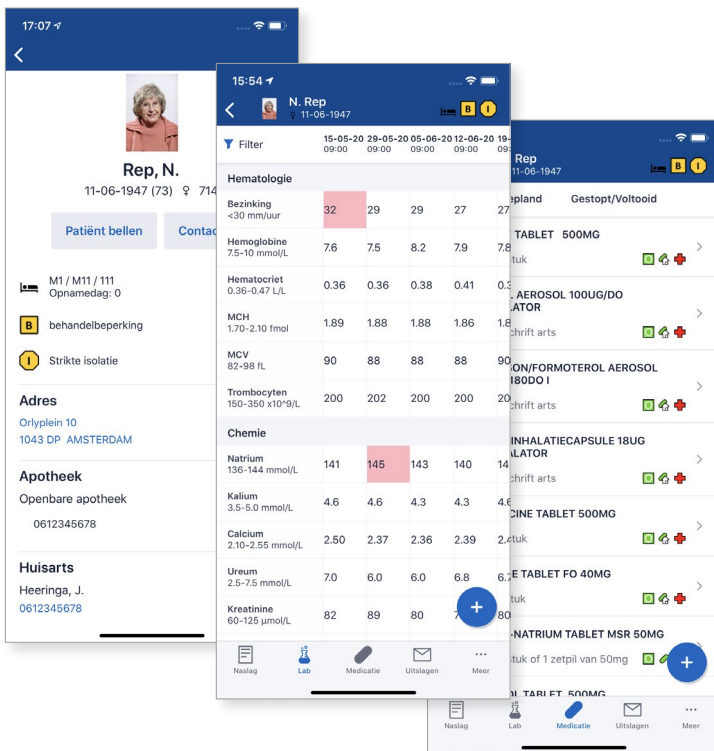 17:07
Rep, N.
11-06-1947 (73) ♀ 714
Patiënt bellen
M1 / M11 / 111
Opnamedag: 0
B behandelbeperking
I Strikte isolatie
Adres
Orlyplein 10
1043 DP AMSTERDAM
Apotheek
Openbare apotheek
0612345678
Huisarts
Heeringa, J.
0612345678
15:54
N. Rep
♀ 11-06-1947
B I
Filter
15-05-20 29-05-20 05-06-20 12-06-20
09:00 09:00 09:00 09:00
Hematologie
Bezinking 32 29 29 27 27
<30 mm/uur
Hemoglobine 7.6 7.5 8.2 7.9 7.8
7.5-10 mmol/L
Hematocriet 0.36 0.36 0.38 0.41
0.36-0.47 L/L
MCH 1.89 1.88 1.88 1.86
1.70-2.10 fmol
MCV 90 88 88 88 90
82-98 fL
Trombocyten 200 202 200 200
150-350 x10^9/L
Chemie
Natrium 141 145 143 140
136-144 mmol/L
Kalium 4.6 4.6 4.3 4.3
3.5-5.0 mmol/L
Calcium 2.50 2.37 2.36 2.39
2.10-2.55 mmol/L
Ureum 7.0 6.0 6.0 6.8
2.5-7.5 mmol/L
Kreatinine 82 89 80
60-125 µmol/L
+
Naslag Lab Medicatie Uitslagen Meer
Rep
11-06-1947
B I
Gestopt/Voltooid
TABLET 500MG
AEROSOL 100UG/DO
arts
FORMOTEROL AEROSOL
180DO I
arts
INHALATIECAPSULE 18UG
arts
TABLET 500MG
TABLET FO 40MG
-NATRIUM TABLET MSR 50MG
stuk of 1 zetpil van 50mg
+
TABLET 500MG
Naslag Lab Medicatie Uitslagen Meer